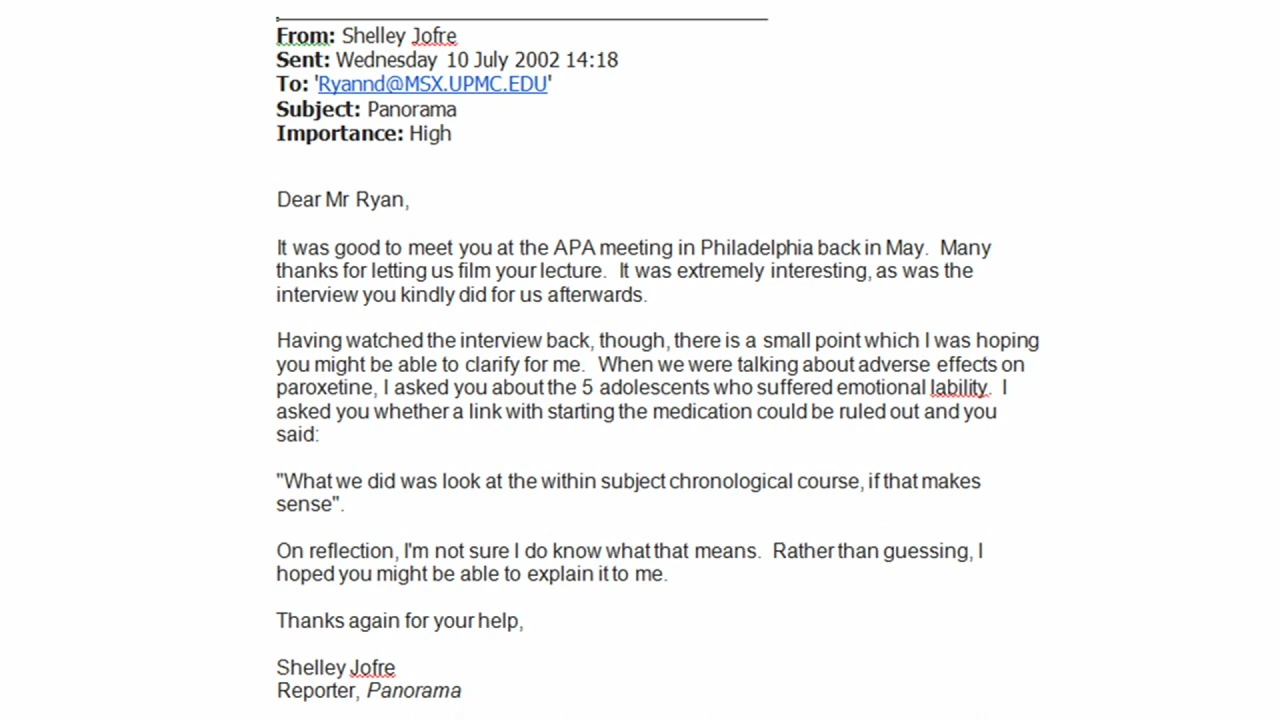 From: Shelley Jofre
Sent: Wednesday 10 July 2002 14:18
To: 'Ryannd@MSX.UPMC.EDU'
Subject: Panorama
Importance: High
Dear Mr Ryan,
It was good to meet you at the APA meeting in Philadelphia back in May. Many
thanks for letting us film your lecture. It was extremely interesting, as was the
interview you kindly did for us afterwards.
Having watched the interview back, though, there is a small point which I was hoping
you might be able to clarify for me. When we were talking about adverse effects on
paroxetine, I asked you about the 5 adolescents who suffered emotional lability. I
asked you whether a link with starting the medication could be ruled out and you
said:
"What we did was look at the within subject chronological course, if that makes
sense".
On reflection, I'm not sure I do know what that means. Rather than guessing, I
hoped you might be able to explain it to me.
Thanks again for your help,
Shelley Jofre
Reporter, Panorama